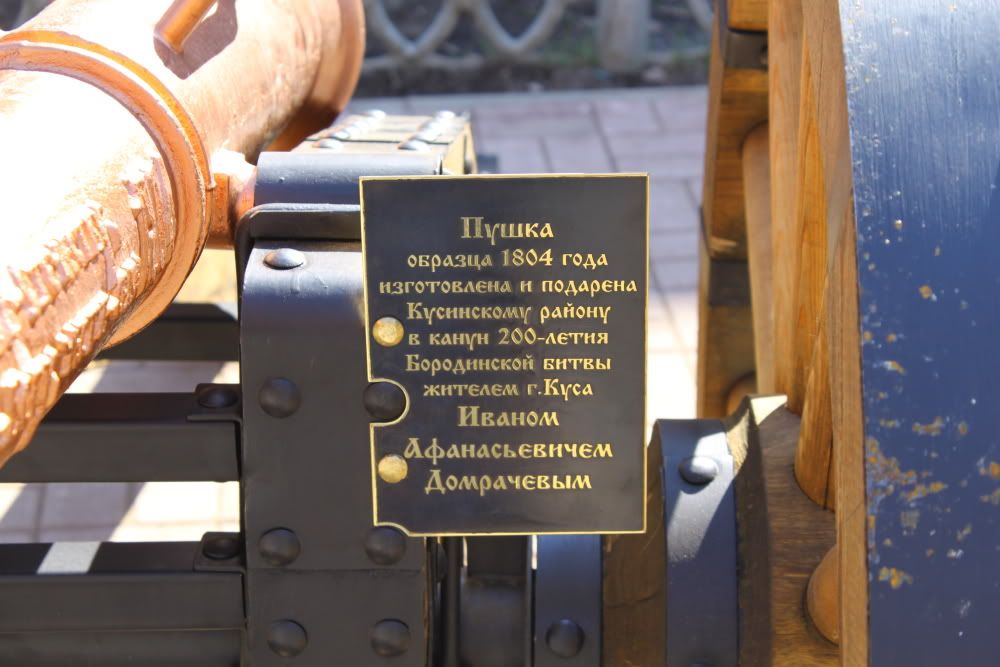 Пушка
образца 1804 года
изготовлена и подарена
Кусинскому району
в канун 200-летия
Бородинской битвы
жителем г.Куса
Иваном
Афанасьевичем
Домрачевым